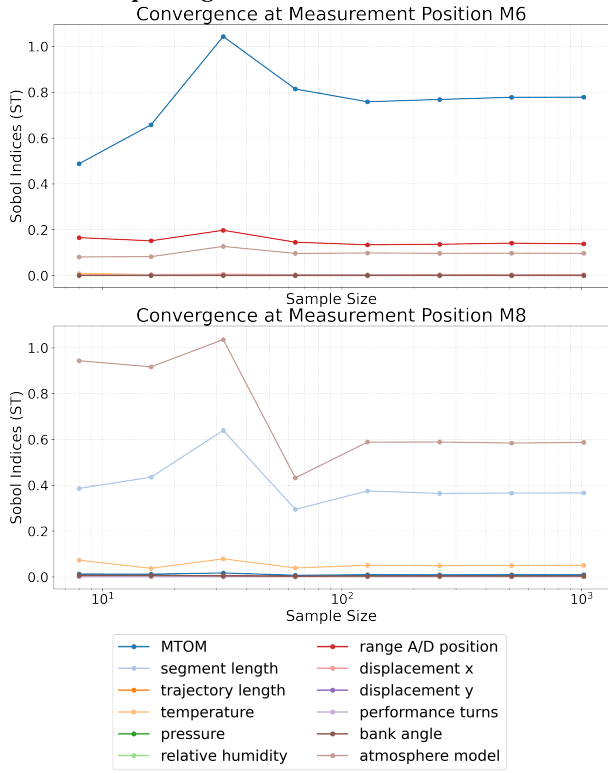 Convergence at Measurement Position M6
1.0
0.8
0.6
0.4
0.2
0.0
Sobol Indices (ST)
Sample Size
Convergence at Measurement Position M8
1.0
0.8
0.6
0.4
0.2
0.0
Sobol Indices (ST)
10¹ 10² 10³
Sample Size
MTOM
segment length
trajectory length
temperature
pressure
relative humidity
range A/D position
displacement x
displacement y
performance turns
bank angle
atmosphere model